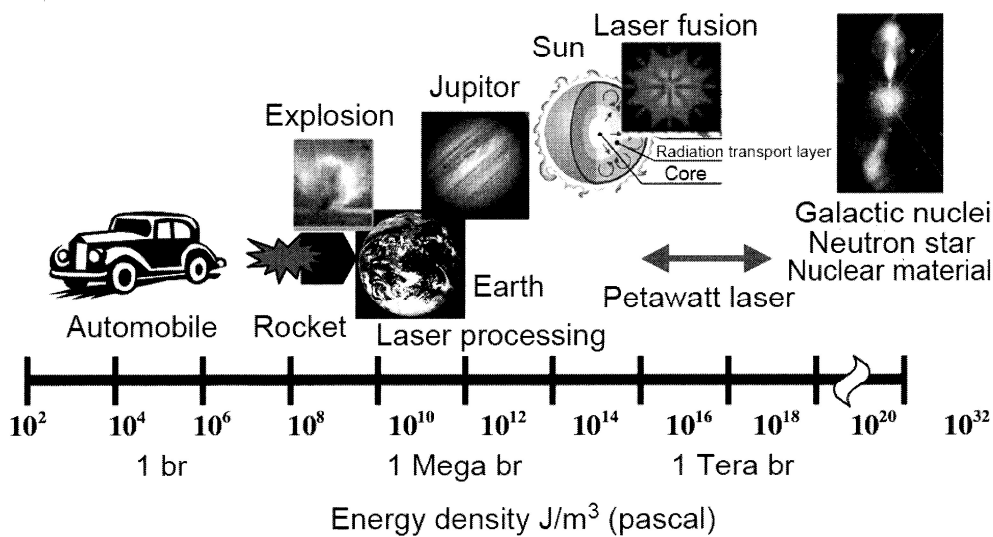 Laser fusion
Sun
Jupitor
Explosion
Radiation transport layer
Core
Galactic nuclei
Neutron star
Nuclear material
Petawatt laser
Earth
Automobile
Rocket
Laser processing
10² 10⁴ 10⁶ 10⁸ 10¹⁰ 10¹² 10¹⁴ 10¹⁶ 10¹⁸ 10²⁰ 10³²
1 br 1 Mega br 1 Tera br
Energy density J/m³ (pascal)